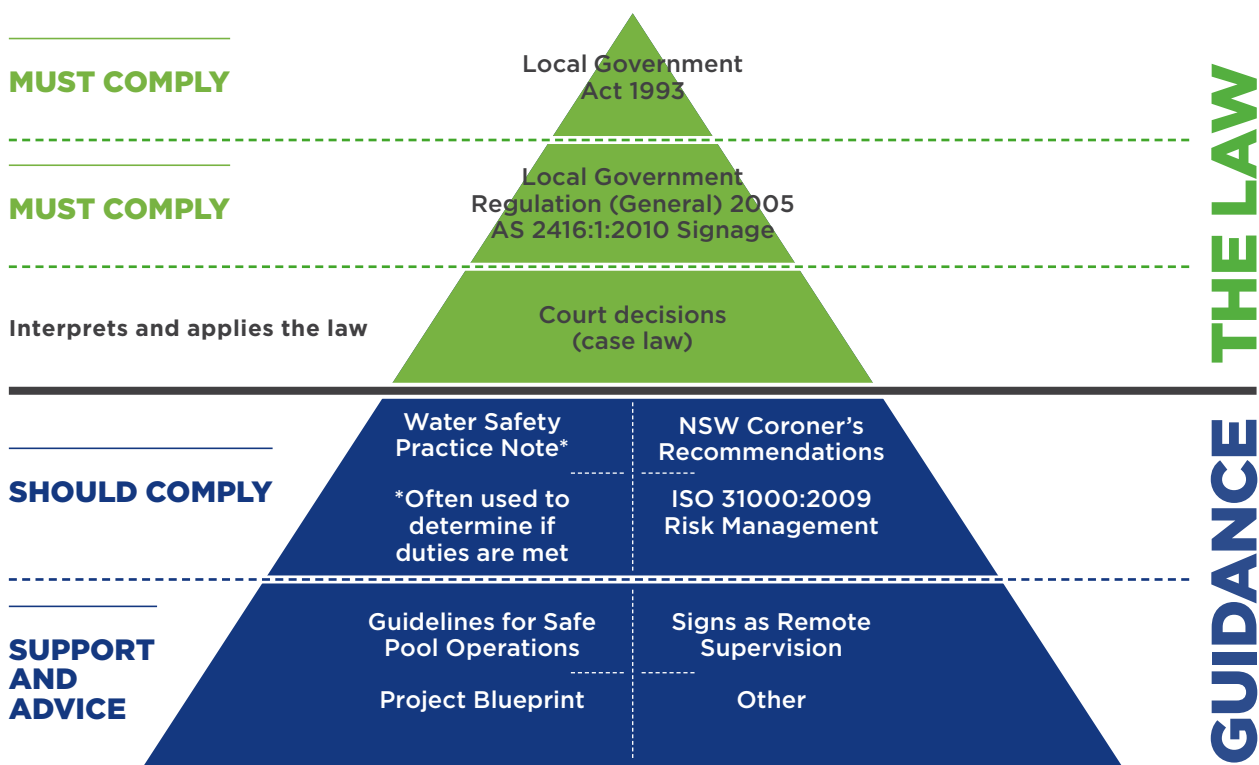 MUST COMPLY
Local Government
Act 1993
MUST COMPLY
Local Government
Regulation (General) 2005
AS 2416:1:2010 Signage
Interprets and applies the law
Court decisions
(case law)
THE LAW
SHOULD COMPLY
Water Safety
Practice Note*
*Often used to
determine if
duties are met
NSW Coroner’s
Recommendations
ISO 31000:2009
Risk Management
SUPPORT
AND
ADVICE
Guidelines for Safe
Pool Operations
Signs as Remote
Supervision
Project Blueprint
Other
GUIDANCE